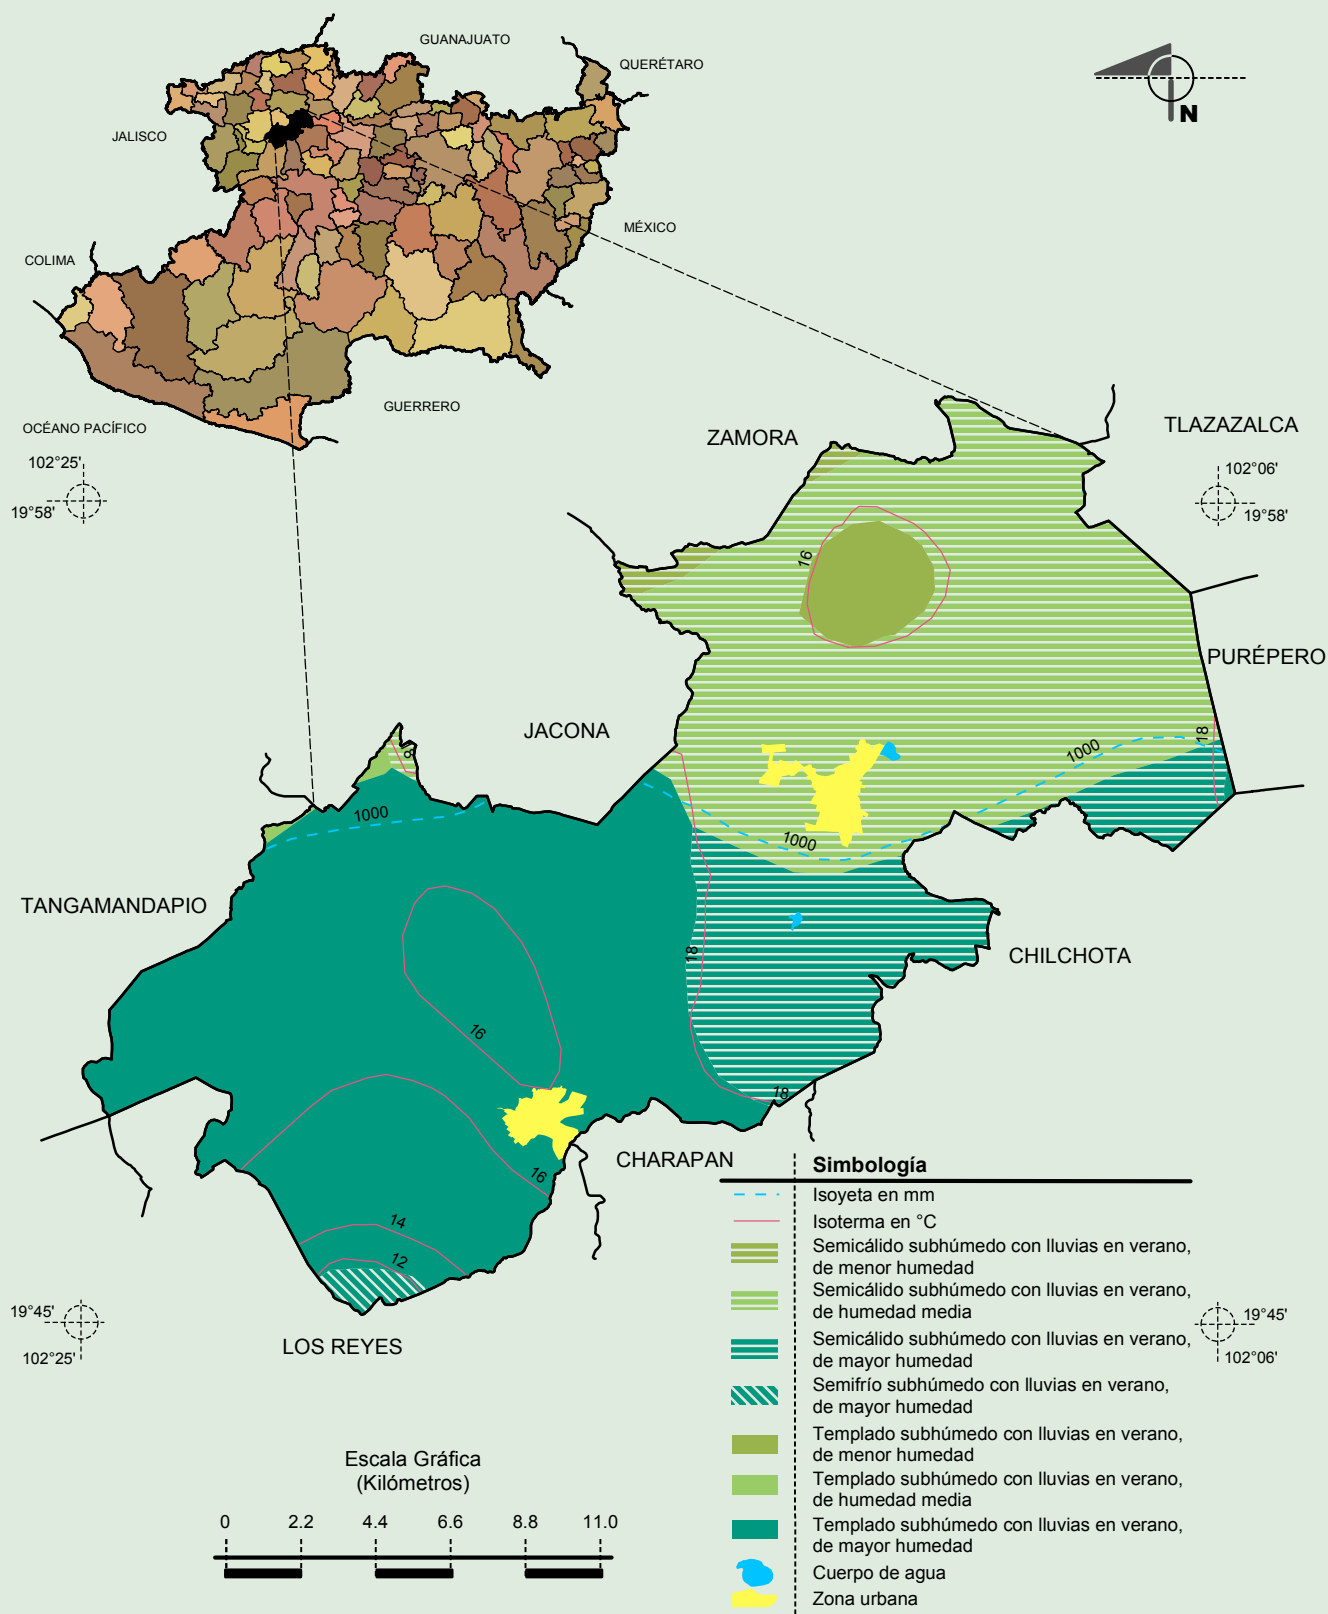 GUANAJUATO
QUERÉTARO
JALISCO
MÉXICO
COLIMA
GUERRERO
OCÉANO PACÍFICO
N
102°25'
19°58'
ZAMORA
TLAZAZALCA
102°06'
19°58'
16
PURÉPERO
JACONA
18
1000
8
1000
1000
TANGAMANDAPIO
18
CHILCHOTA
16
18
CHARAPAN
16
14
12
LOS REYES
19°45'
102°25'
19°45'
102°06'
Simbología
Isoyeta en mm
Isoterma en °C
Semicálido subhúmedo con lluvias en verano,
de menor humedad
Semicálido subhúmedo con lluvias en verano,
de humedad media
Semicálido subhúmedo con lluvias en verano,
de mayor humedad
Semifrío subhúmedo con lluvias en verano,
de mayor humedad
Templado subhúmedo con lluvias en verano,
de menor humedad
Templado subhúmedo con lluvias en verano,
de humedad media
Templado subhúmedo con lluvias en verano,
de mayor humedad
Cuerpo de agua
Zona urbana
Escala Gráfica
(Kilómetros)
0 2.2 4.4 6.6 8.8 11.0